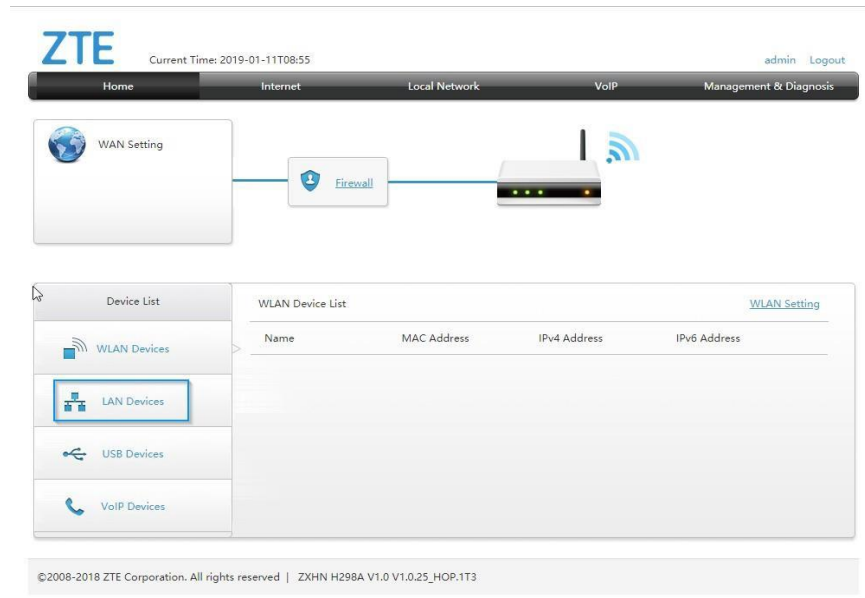 ZTE
Current Time: 2019-01-11T08:55
admin Logout
Home Internet Local Network VoIP Management & Diagnosis
WAN Setting
Firewall
Device List
WLAN Device List WLAN Setting
Name MAC Address IPv4 Address IPv6 Address
WLAN Devices
LAN Devices
USB Devices
VoIP Devices
©2008-2018 ZTE Corporation. All rights reserved | ZXHN H298A V1.0 V1.0.25_HOP.1T3